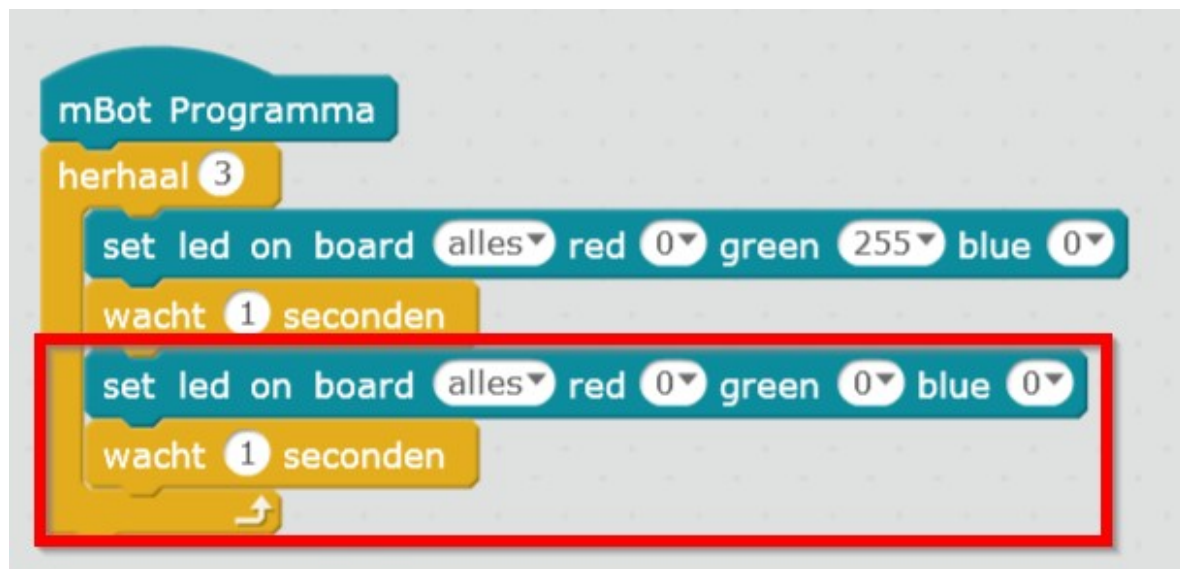 mBot Programma
herhaal 3
set led on board alles red 0 green 255 blue 0
wacht 1 seconden
set led on board alles red 0 green 0 blue 0
wacht 1 seconden